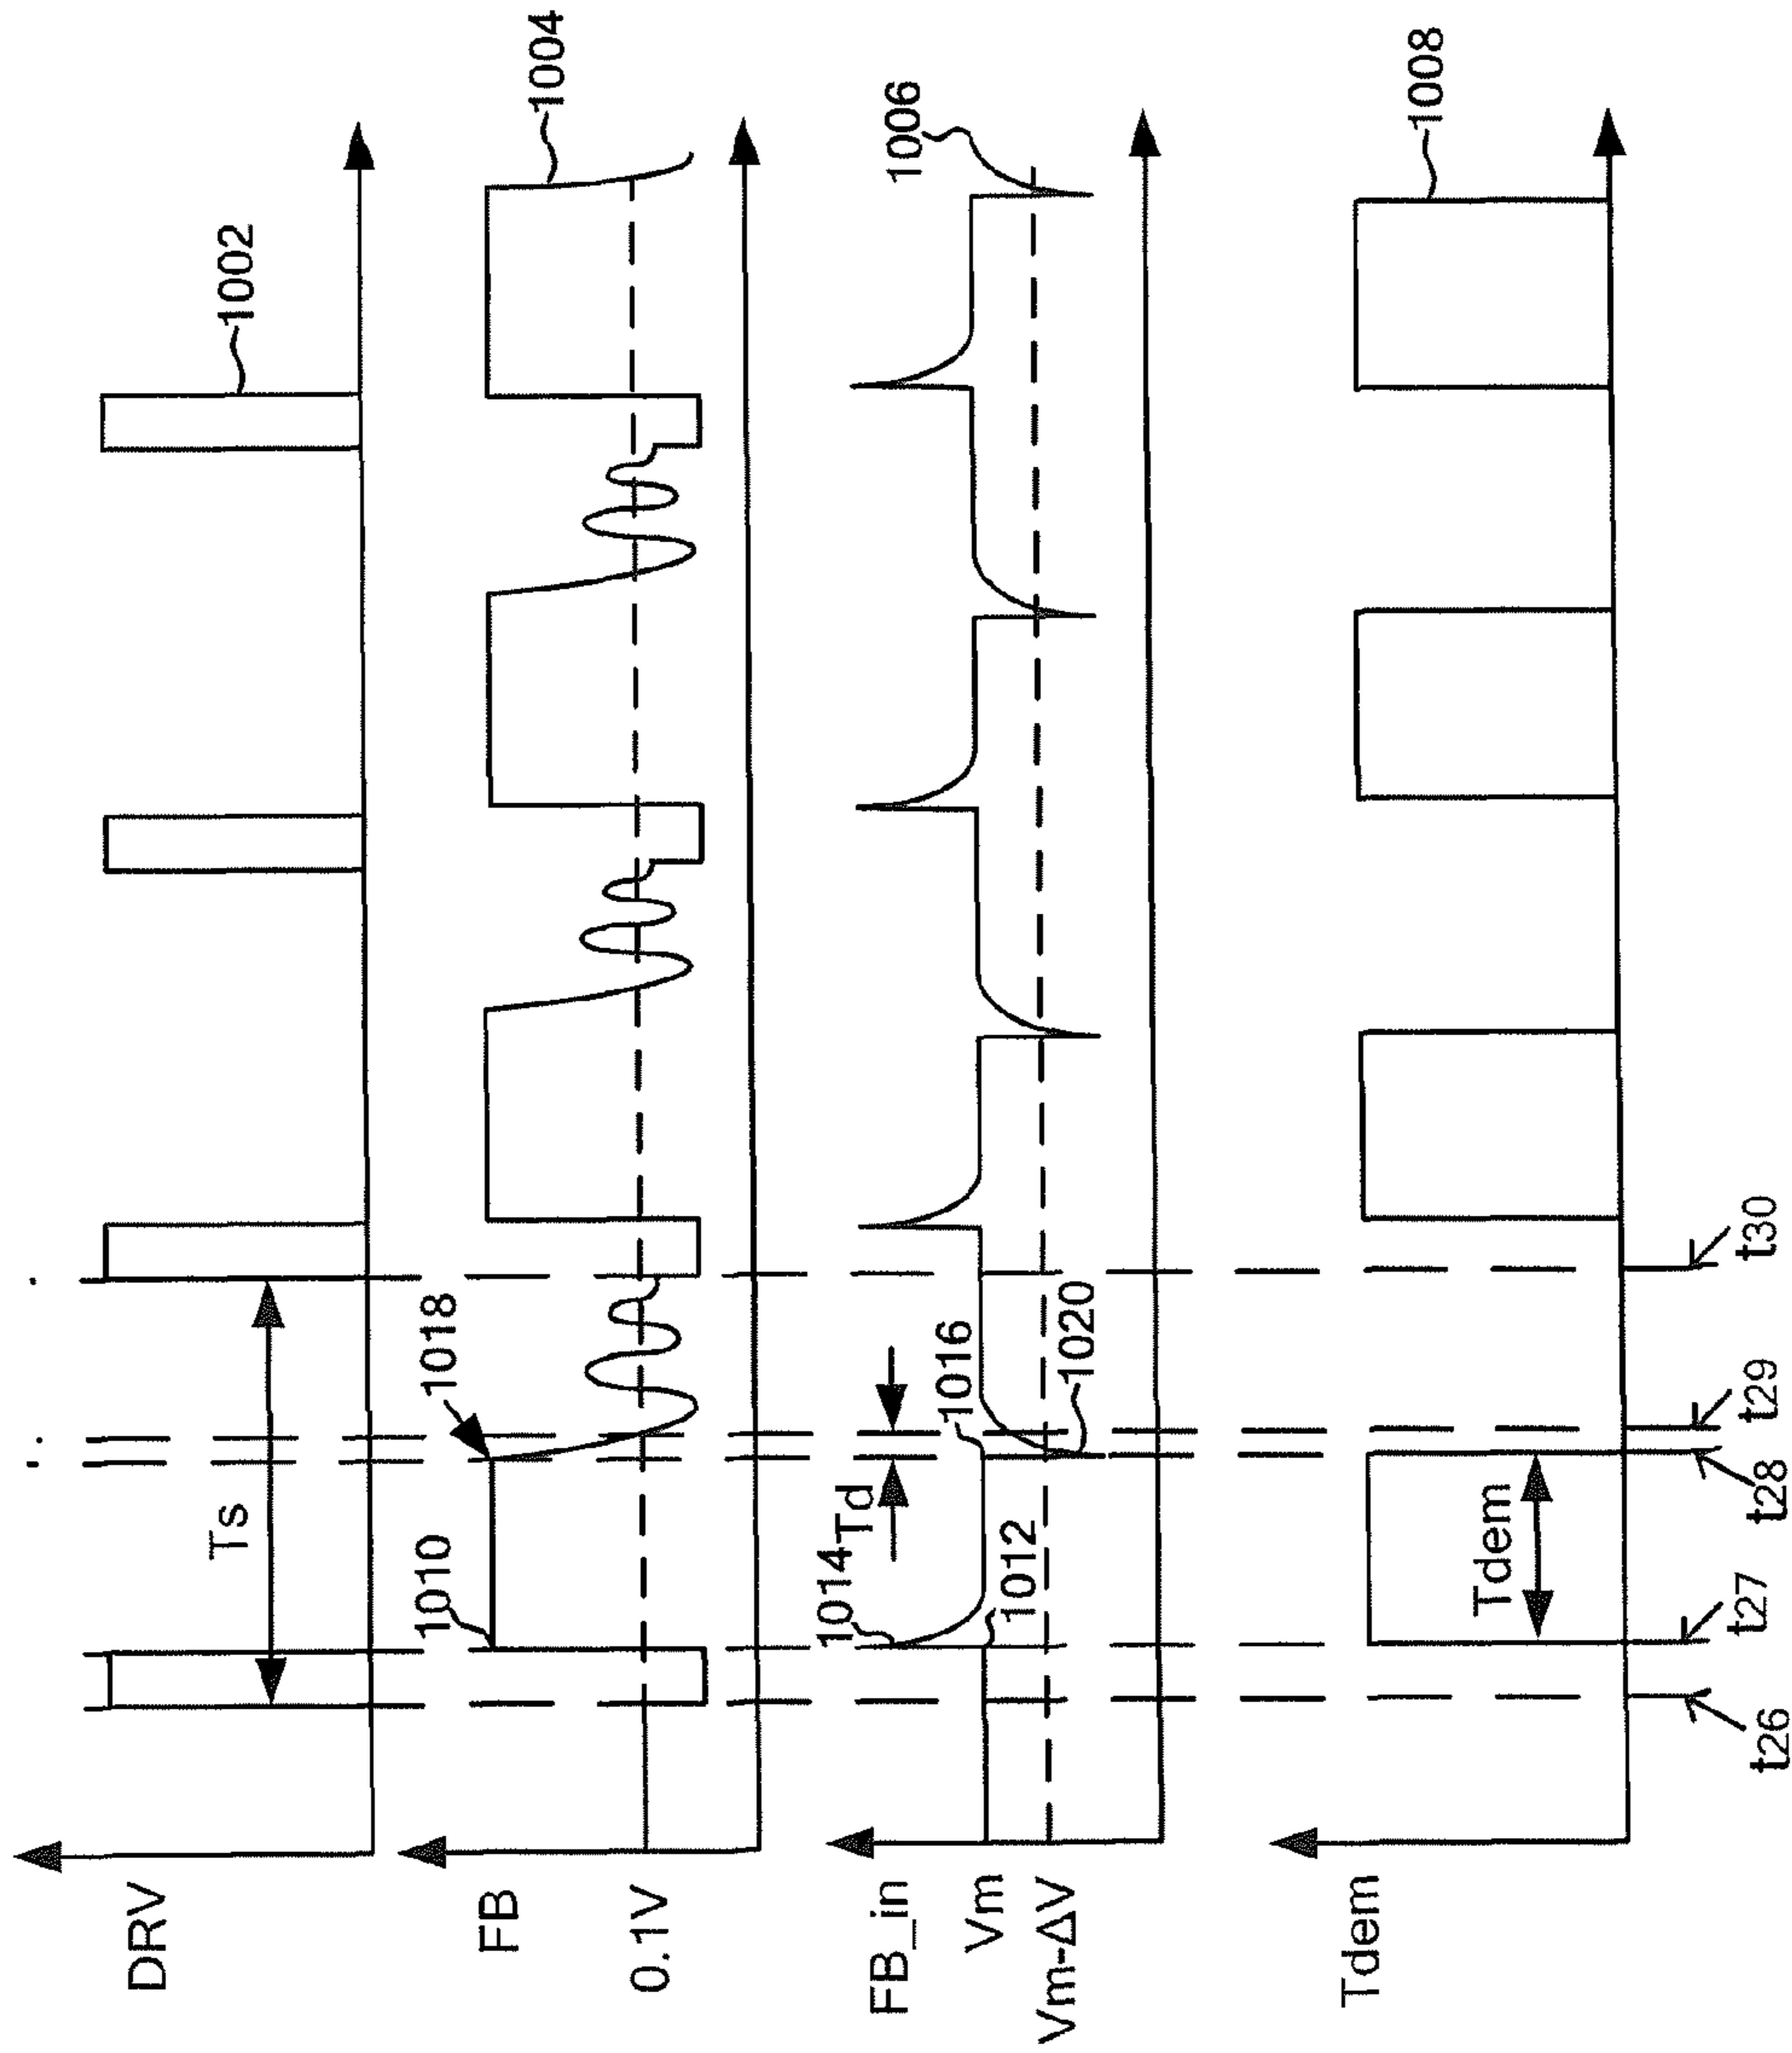 DRV
1002
Ts
FB
0.1V
1004
1010
1018
FB_in
Vm
Vm-ΔV
1006
1014
Td
1012
1016
1020
Tdem
1008
Tdem
t26
t27
t28
t29
t30